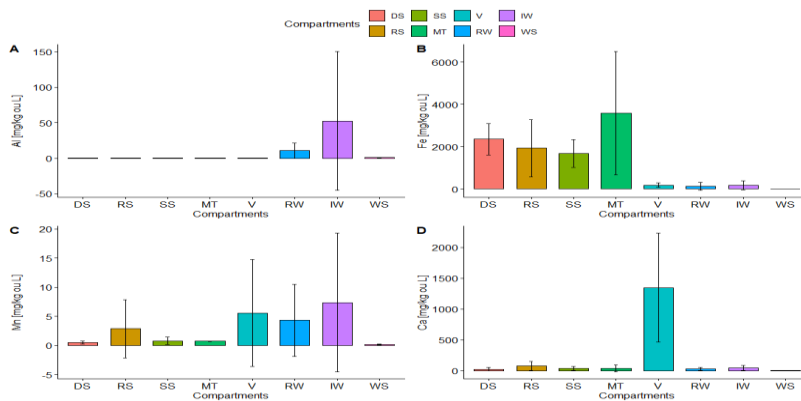 Compartments DS SS V IW
RS MT RW WS
A
Al [mg/kg ou L]
150
100
50
0
-50
DS RS SS MT V RW IW WS
Compartments
B
Fe [mg/kg ou L]
6000
4000
2000
0
DS RS SS MT V RW IW WS
Compartments
C
Mn [mg/kg ou L]
20
15
10
5
0
-5
DS RS SS MT V RW IW WS
Compartments
D
Ca [mg/kg ou L]
2000
1500
1000
500
0
DS RS SS MT V RW IW WS
Compartments